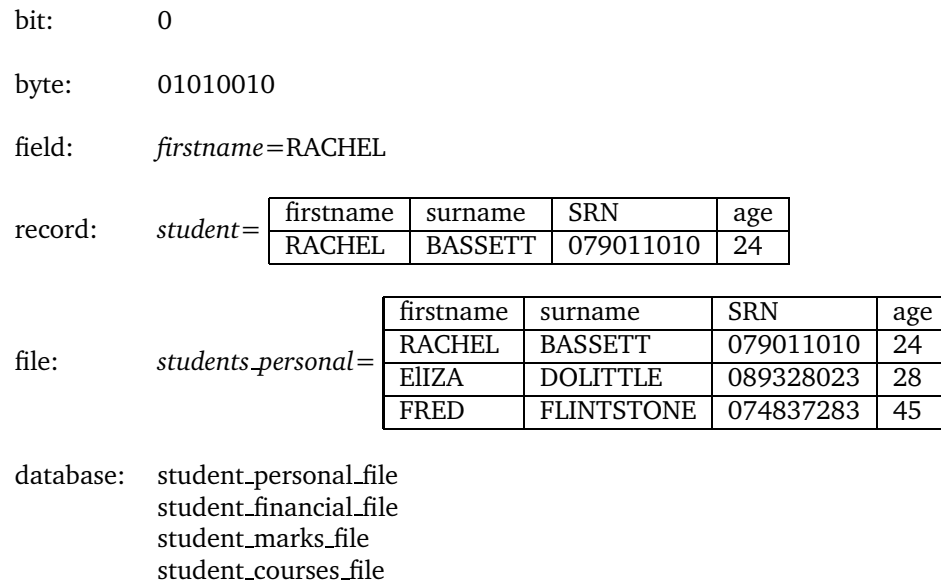 bit: 0
byte: 01010010
field: firstname=RACHEL
firstname surname SRN age
record: student=
RACHEL BASSETT 079011010 24
firstname surname SRN age
RACHEL BASSETT 079011010 24
file: students_personal=
ElIZA DOLITTLE 089328023 28
FRED FLINTSTONE 074837283 45
database: student_personal_file
student_financial_file
student_marks_file
student_courses_file